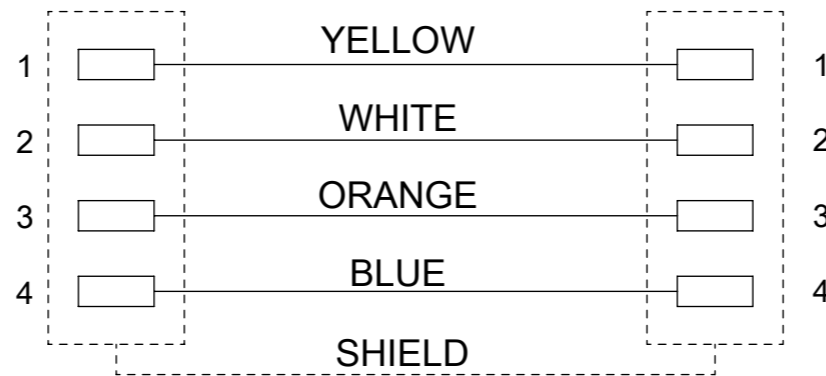 YELLOW
1 1
WHITE
2 2
ORANGE
3 3
BLUE
4 4
SHIELD